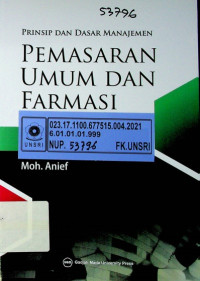 53796
PRINSIP DAN DASAR MANAJEMEN
PEMASARAN
UMUM DAN
FARMASI
023.17.1100.677515.004.2021
6.01.01.01.999
UNSRI
NUP. 53796 FK.UNSRI
Moh. Anief
Gadjah Mada University Press